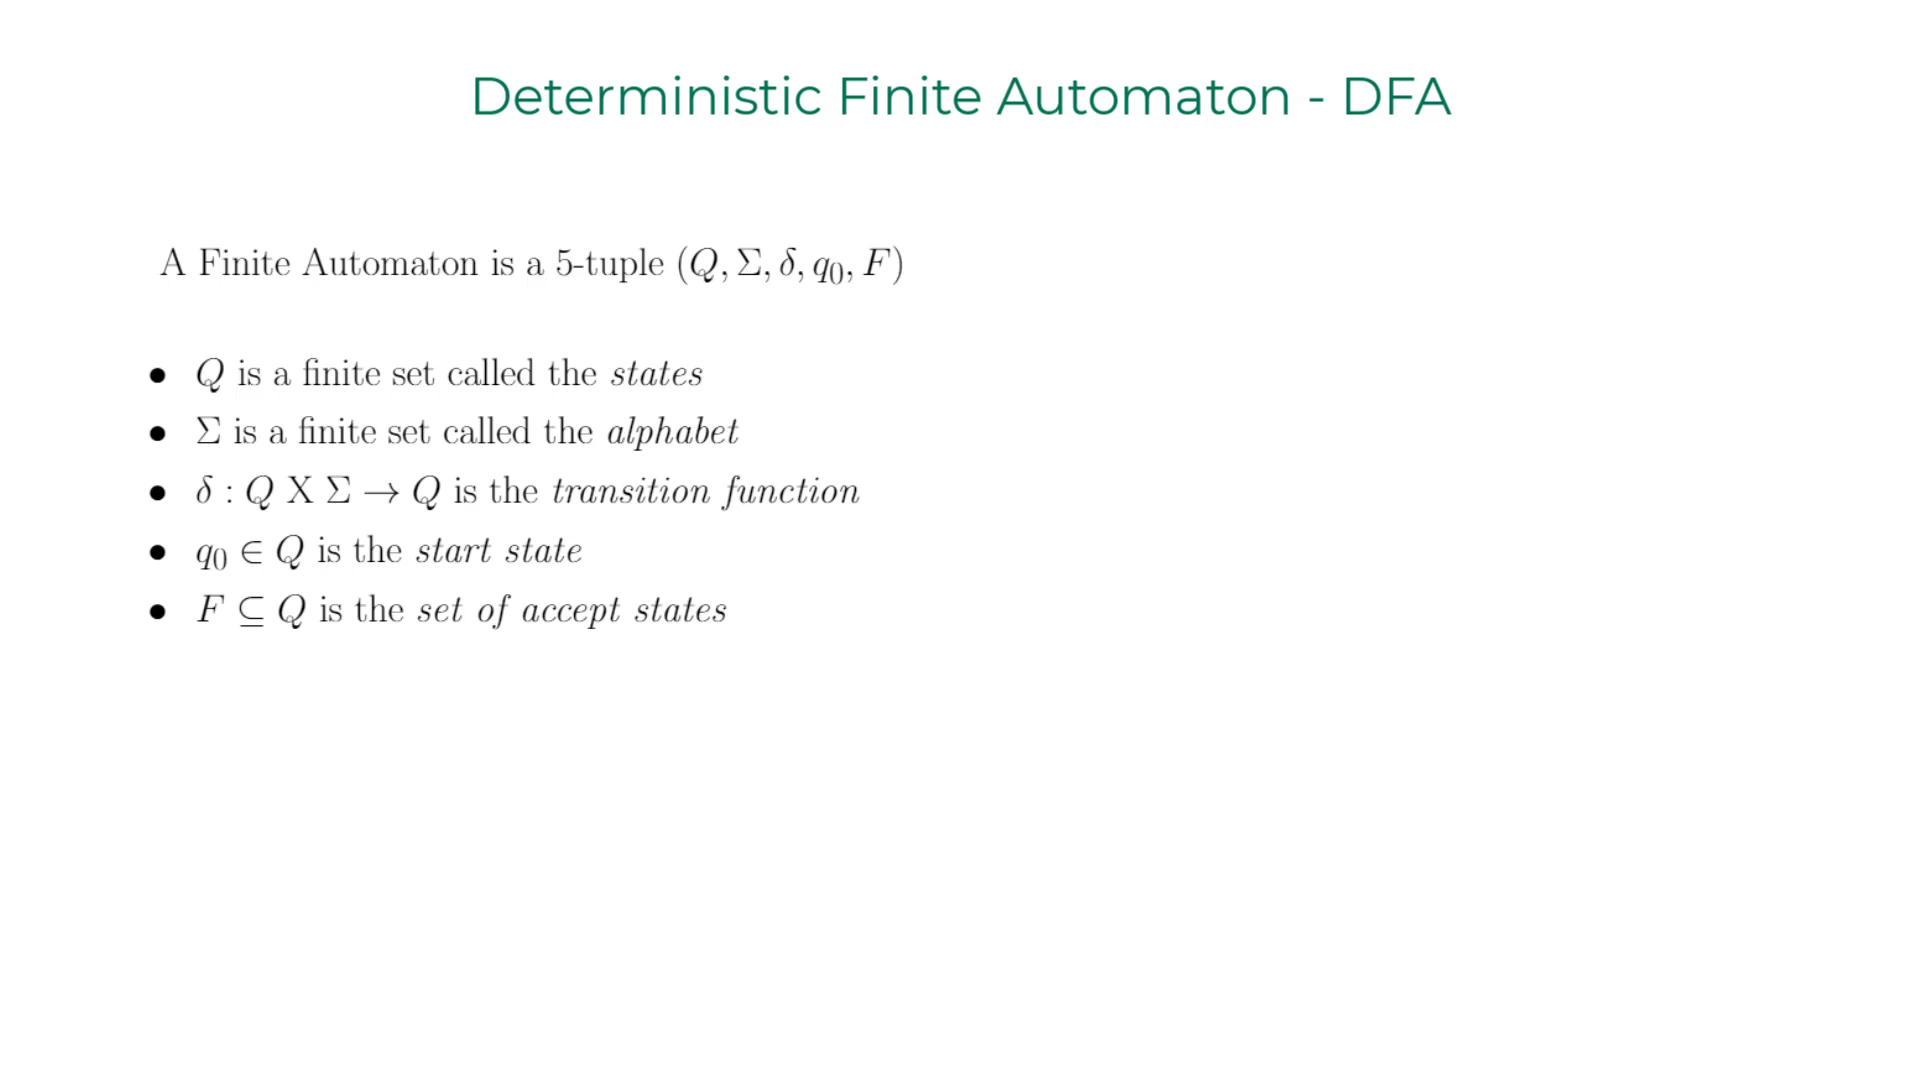 Deterministic Finite Automaton - DFA
A Finite Automaton is a 5-tuple (Q, Σ, δ, q₀, F)
• Q is a finite set called the states
• Σ is a finite set called the alphabet
• δ : Q X Σ → Q is the transition function
• q₀ ∈ Q is the start state
• F ⊆ Q is the set of accept states